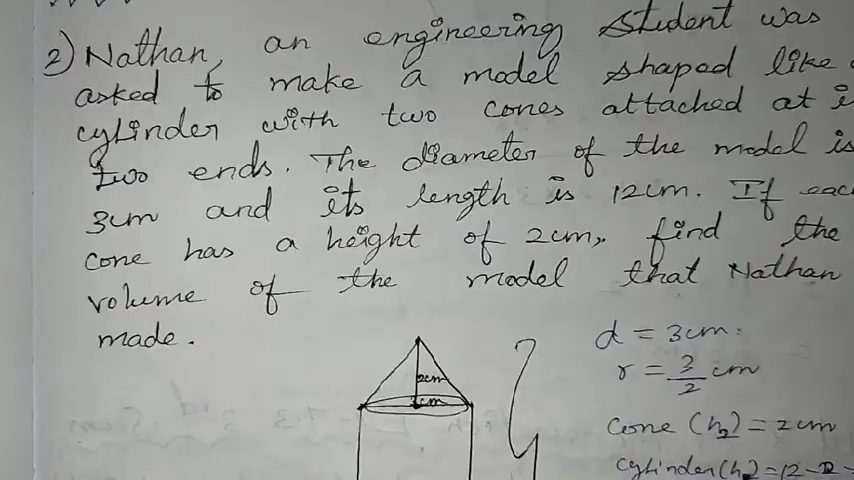 2) Nathan, an engineering student was
asked to make a model shaped like
cylinder with two cones attached at
two ends. The diameter of the model is
3cm and its length is 12cm. If each
cone has a height of 2cm, find the
volume of the model that Nathan
made.
2cm
3cm
d = 3cm.
r = 3/2 cm
cone (h2) = 2cm
cylinder(h